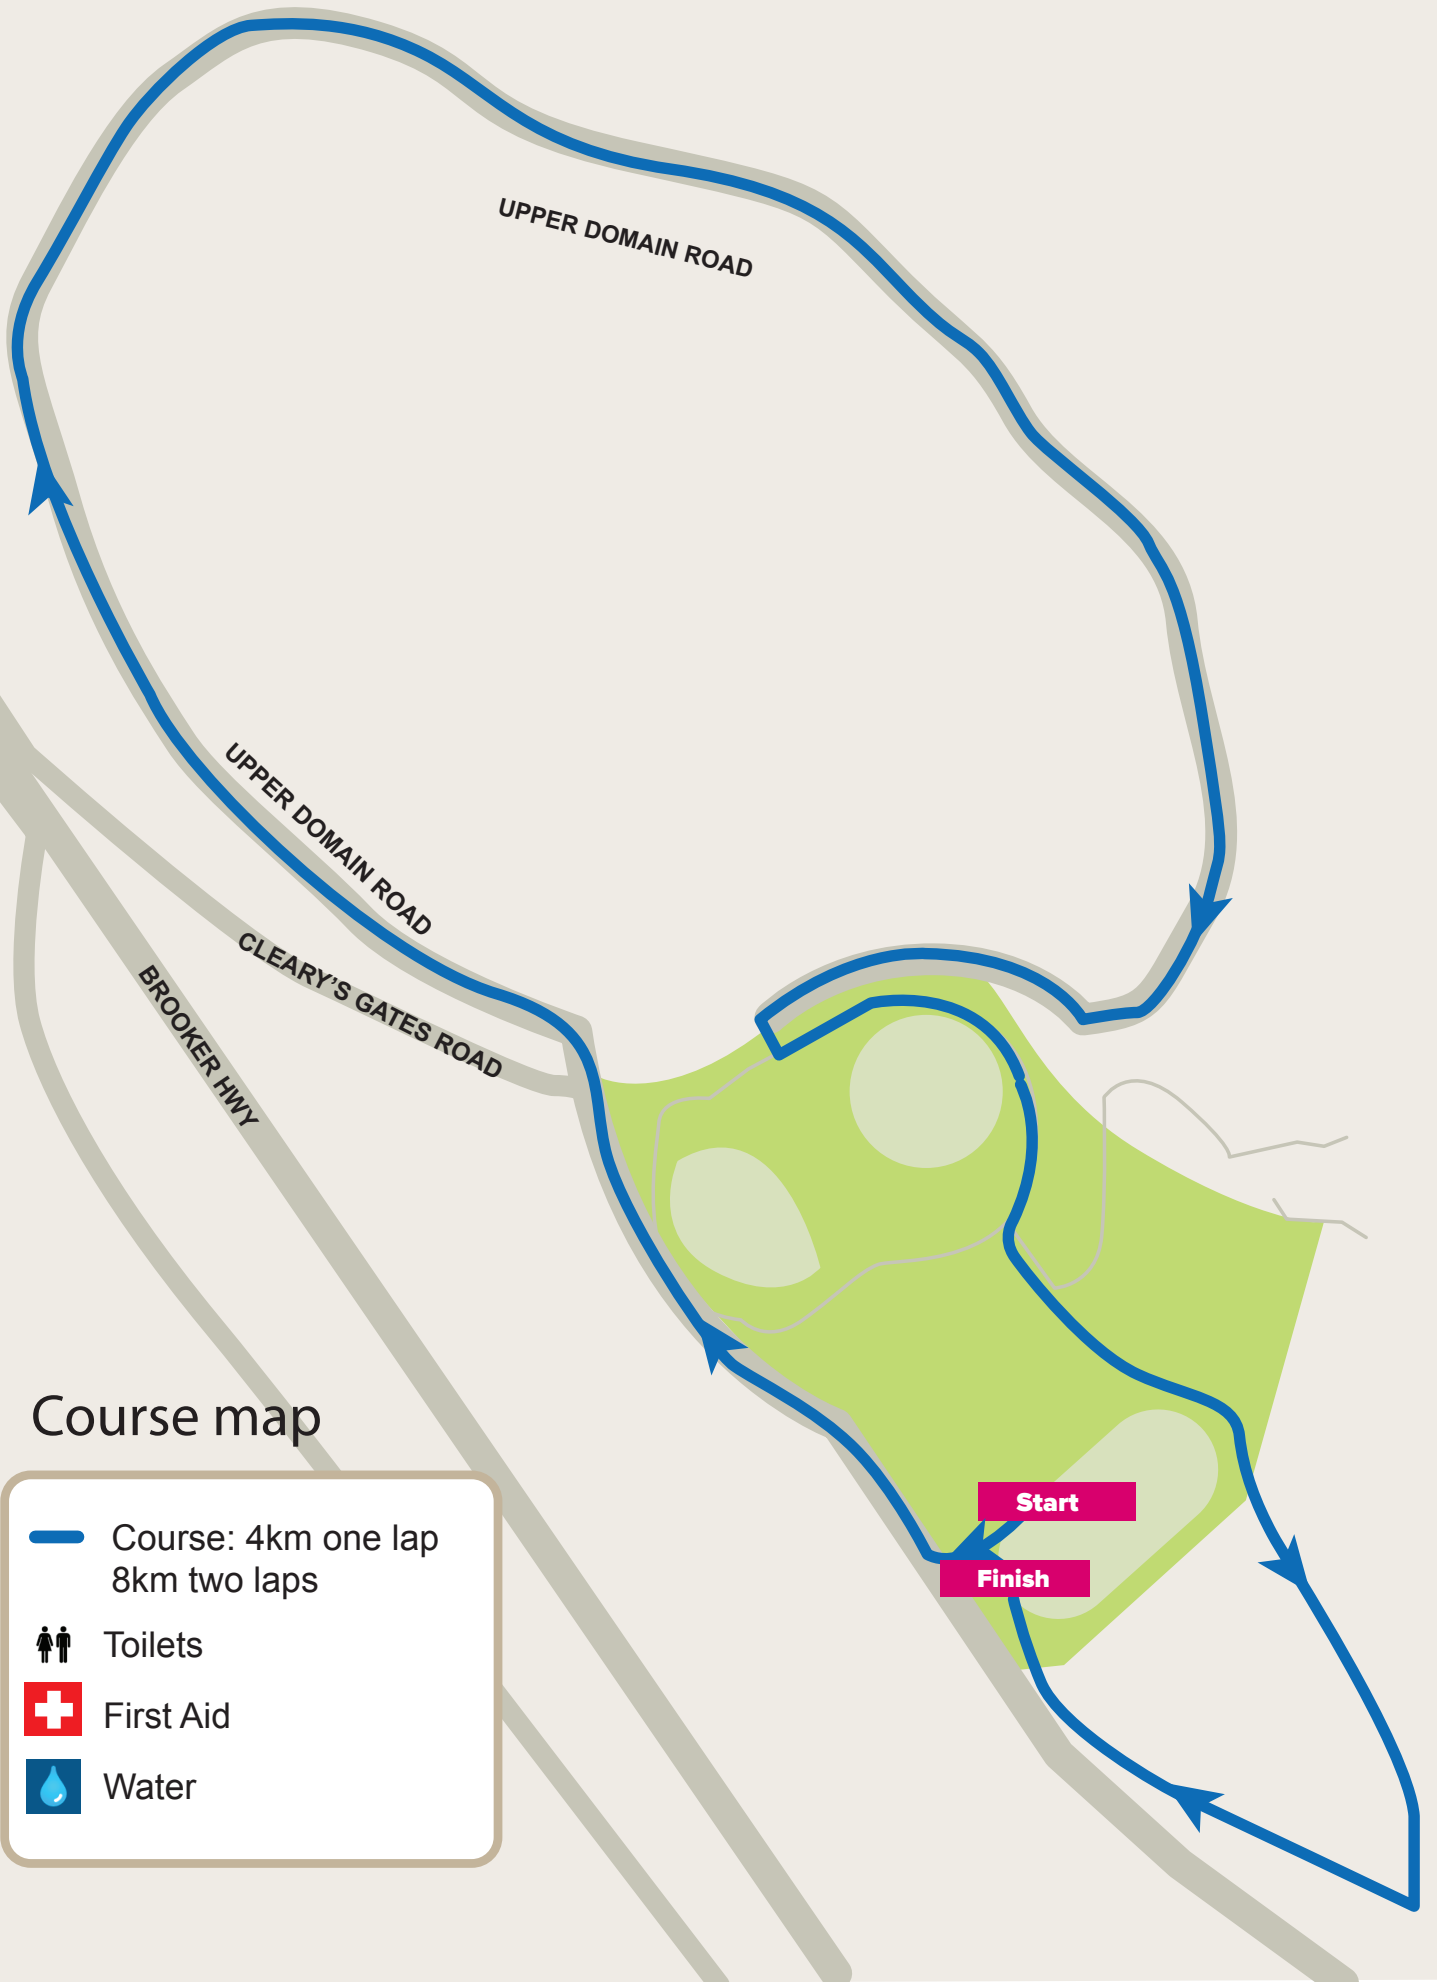 UPPER DOMAIN ROAD
UPPER DOMAIN ROAD
CLEARY’S GATES ROAD
BROOKER HWY
Course map
Start
Finish
Course: 4km one lap
8km two laps
Toilets
First Aid
Water